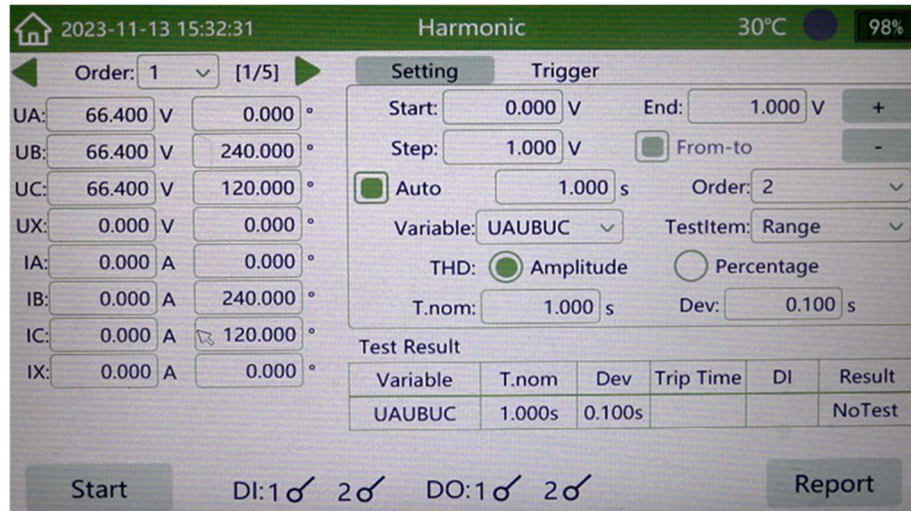 2023-11-13 15:32:31 Harmonic 30℃ 98%
Order: 1 [1/5] Setting Trigger
UA: 66.400 V 0.000 ° Start: 0.000 V End: 1.000 V +
UB: 66.400 V 240.000 ° Step: 1.000 V From-to -
UC: 66.400 V 120.000 ° Auto 1.000 s Order: 2
UX: 0.000 V 0.000 ° Variable: UAUBUC TestItem: Range
IA: 0.000 A 0.000 ° THD: Amplitude Percentage
IB: 0.000 A 240.000 ° T.nom: 1.000 s Dev: 0.100 s
IC: 0.000 A 120.000 ° Test Result
IX: 0.000 A 0.000 ° Variable T.nom Dev Trip Time DI Result
UAUBUC 1.000s 0.100s NoTest
Start DI:1 2 DO:1 2 Report